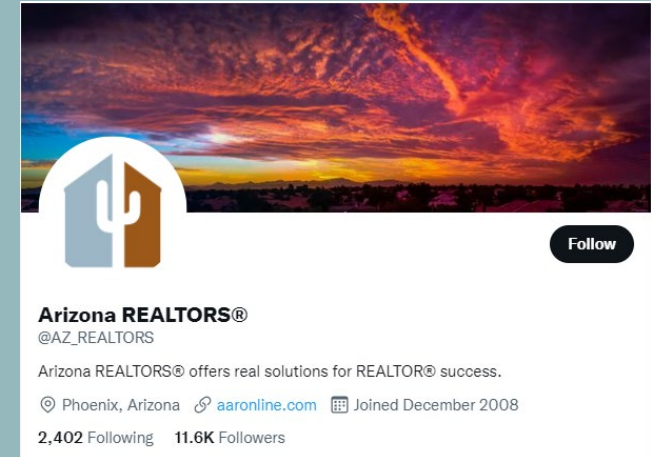 Follow
Arizona REALTORS®
@AZ_REALTORS
Arizona REALTORS® offers real solutions for REALTOR® success.
Phoenix, Arizona aaronline.com Joined December 2008
2,402 Following 11.6K Followers